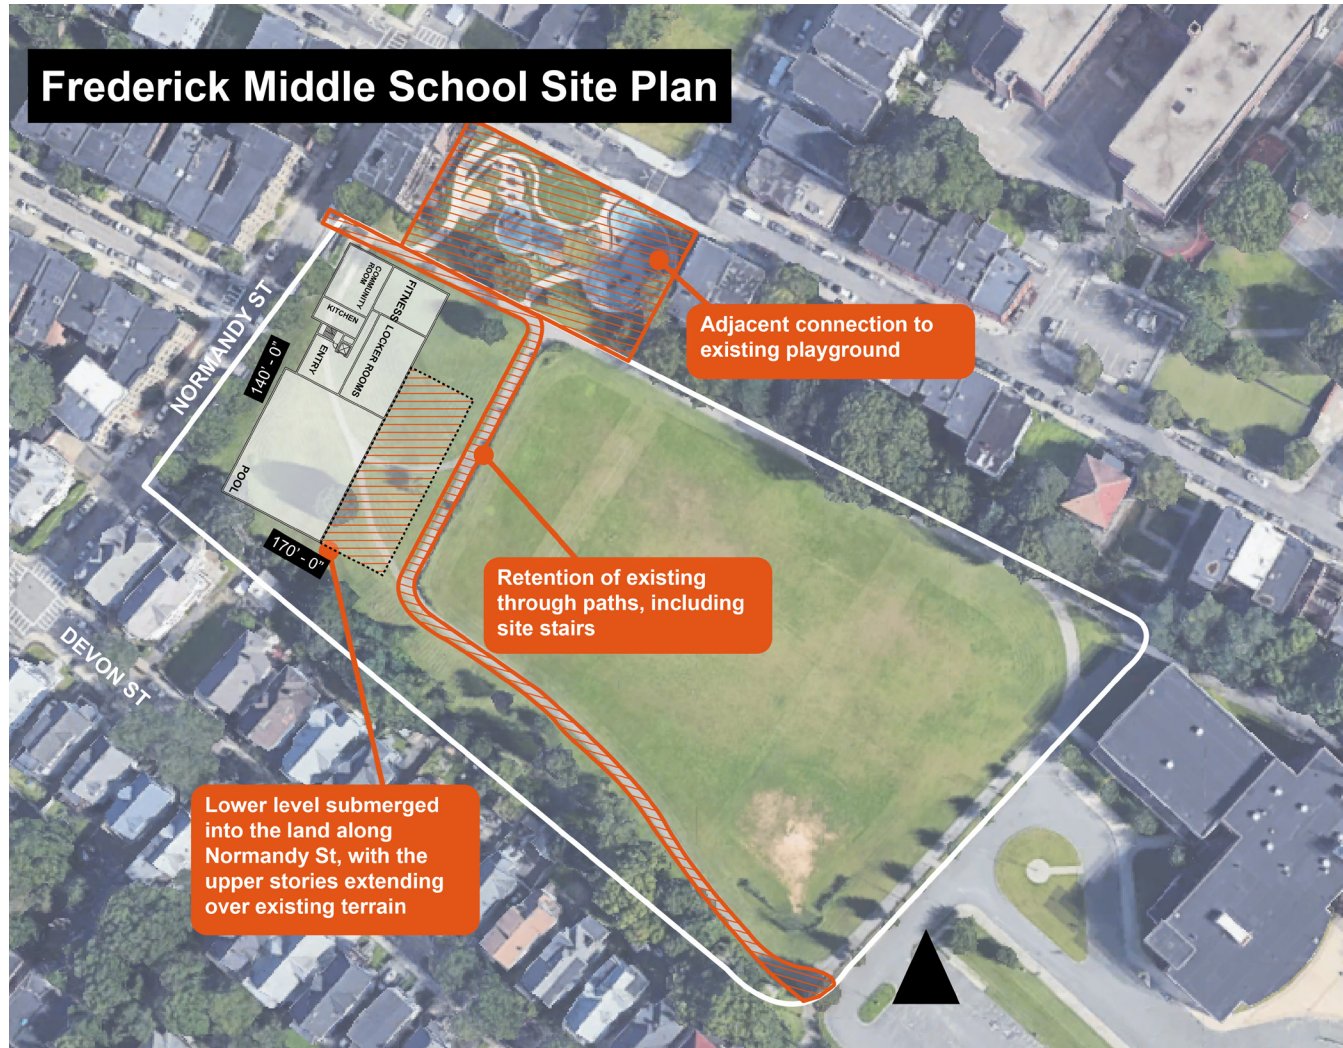 Frederick Middle School Site Plan
NORMANDY ST
140' - 0"
COMMUNITY
ROOM
FITNESS
KITCHEN
ENTRY
LOCKER ROOMS
POOL
170' - 0"
DEVON ST
Adjacent connection to
existing playground
Retention of existing
through paths, including
site stairs
Lower level submerged
into the land along
Normandy St, with the
upper stories extending
over existing terrain